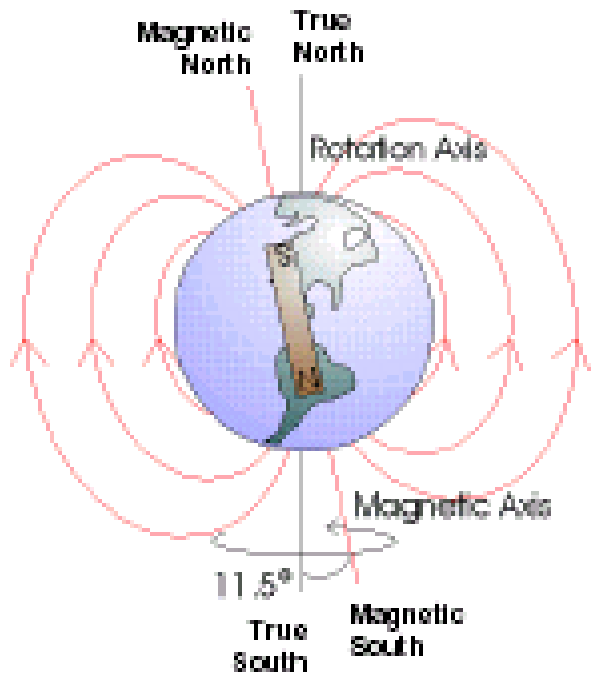 True
North
Magnetic
North
Rotation Axis
S
N
Magnetic Axis
11.5°
True
South
Magnetic
South